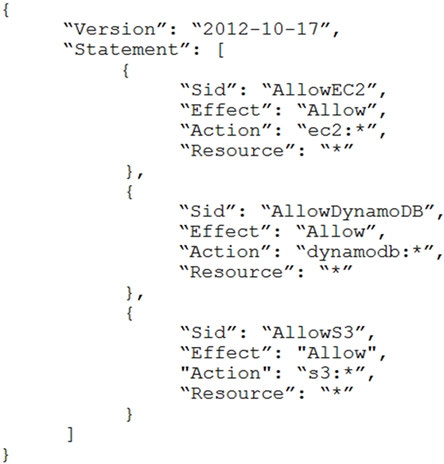 {
“Version”: “2012-10-17”,
“Statement”: [
{
“Sid”: “AllowEC2”,
“Effect”: “Allow”,
“Action”: “ec2:*”,
“Resource”: “*”
},
{
“Sid”: “AllowDynamoDB”,
“Effect”: “Allow”,
“Action”: “dynamodb:*”,
“Resource”: “*”
},
{
“Sid”: “AllowS3”,
“Effect”: "Allow",
"Action": “s3:*”,
“Resource”: “*”
}
]
}